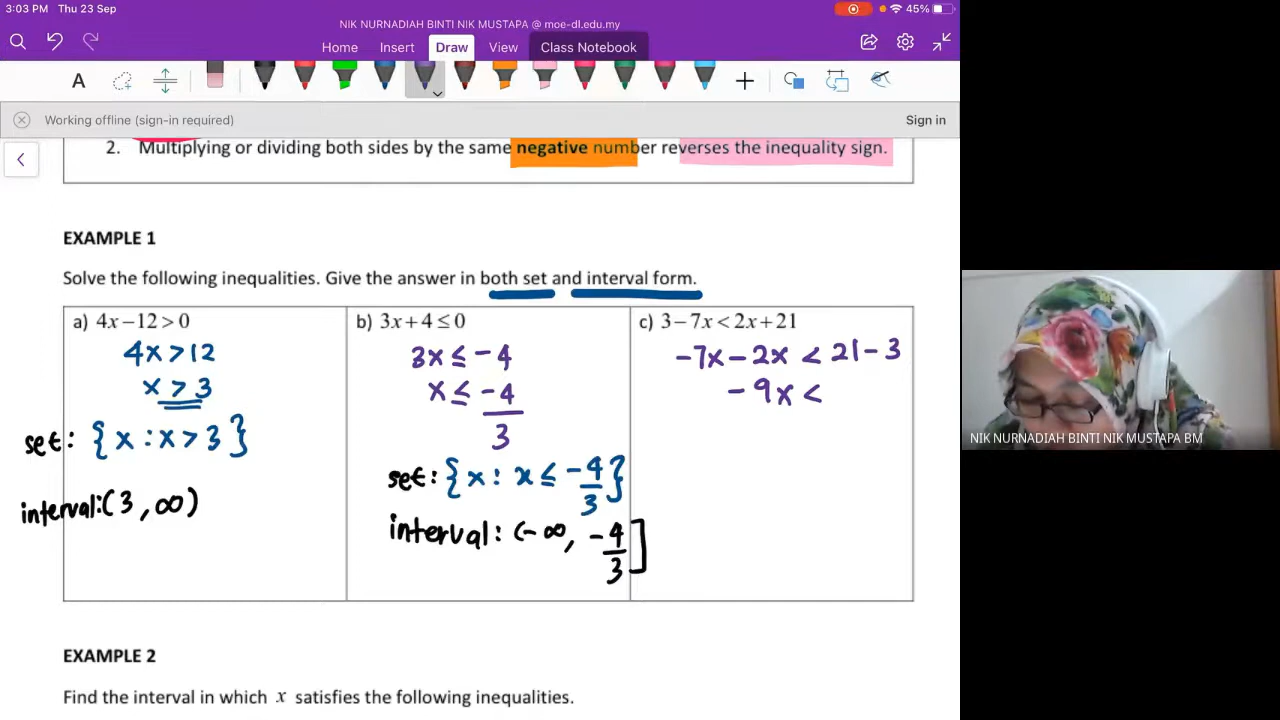 3:03 PM Thu 23 Sep
45%
NIK NURNADIAH BINTI NIK MUSTAPA @ moe-dl.edu.my
Home Insert Draw View Class Notebook
A
Working offline (sign-in required) Sign in
2. Multiplying or dividing both sides by the same negative number reverses the inequality sign.
EXAMPLE 1
Solve the following inequalities. Give the answer in both set and interval form.
a) 4x−12>0
4x > 12
x > 3
set: {x : x > 3}
interval: (3, ∞)
b) 3x+4≤0
3x ≤ -4
x ≤ -4/3
set: {x : x ≤ -4/3}
interval: (-∞, -4/3]
c) 3−7x<2x+21
-7x - 2x < 21 - 3
-9x <
EXAMPLE 2
Find the interval in which x satisfies the following inequalities.
NIK NURNADIAH BINTI NIK MUSTAPA BM